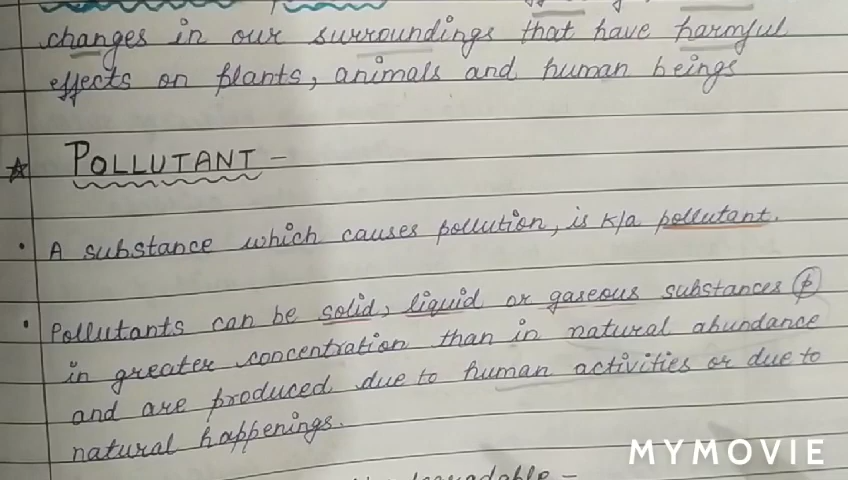 changes in our surroundings that have harmful
effects on plants, animals and human beings
☆ POLLUTANT -
• A substance which causes pollution, is k/a pollutant.
• Pollutants can be solid, liquid or gaseous substances (p)
in greater concentration than in natural abundance
and are produced due to human activities or due to
natural happenings.
MYMOVIE